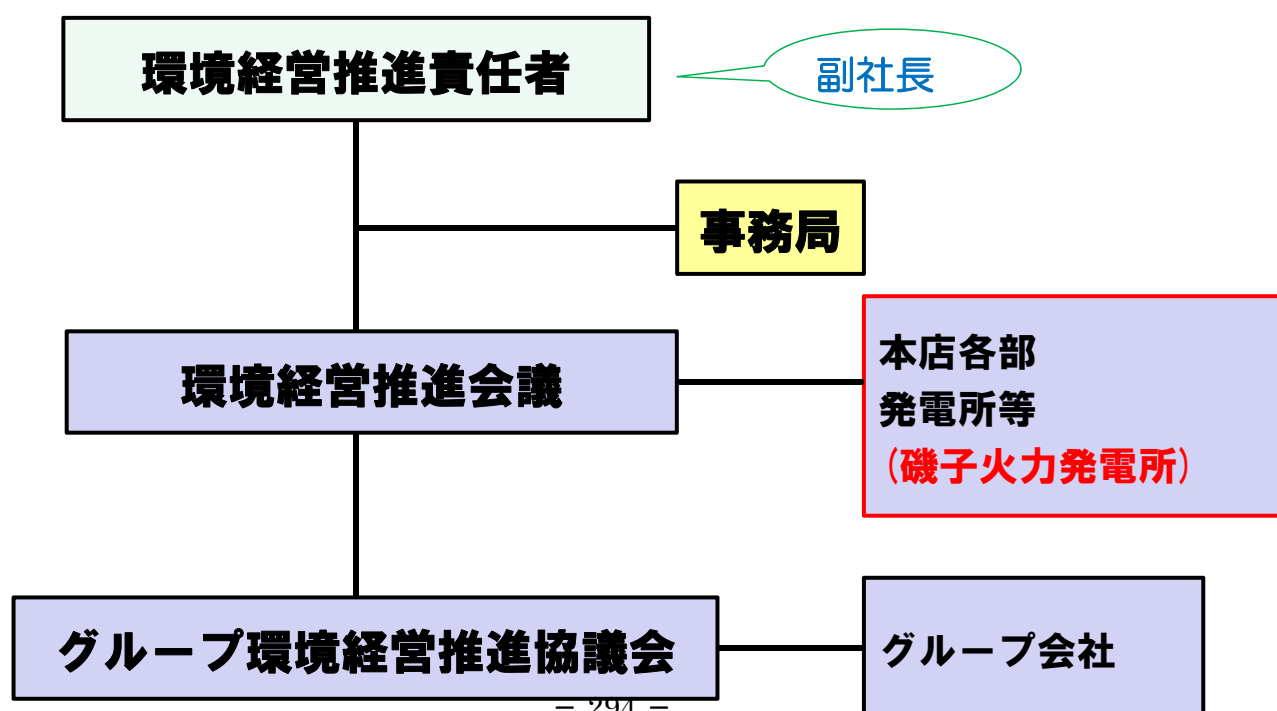 環境経営推進責任者
副社長
事務局
環境経営推進会議
本店各部
発電所等
(磯子火力発電所)
グループ環境経営推進協議会
グループ会社
− 294 −